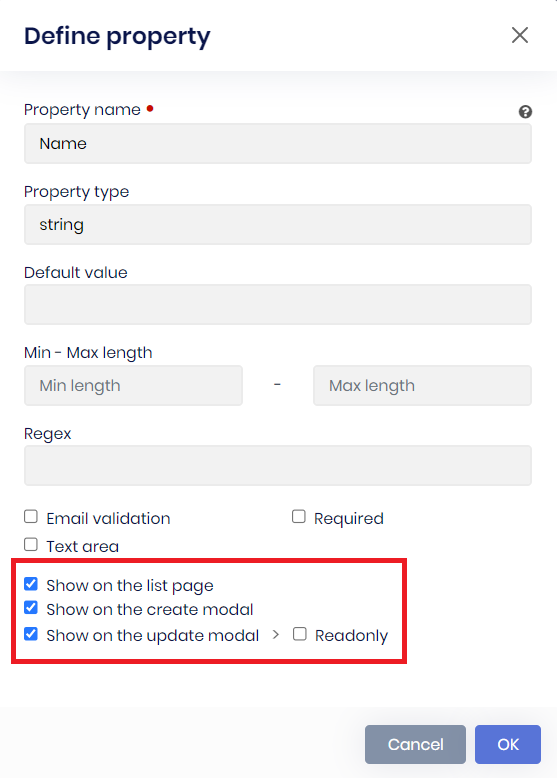 Define property
Property name
Name
Property type
string
Default value
Min - Max length
Min length - Max length
Regex
Email validation Required
Text area
Show on the list page
Show on the create modal
Show on the update modal > Readonly
Cancel OK